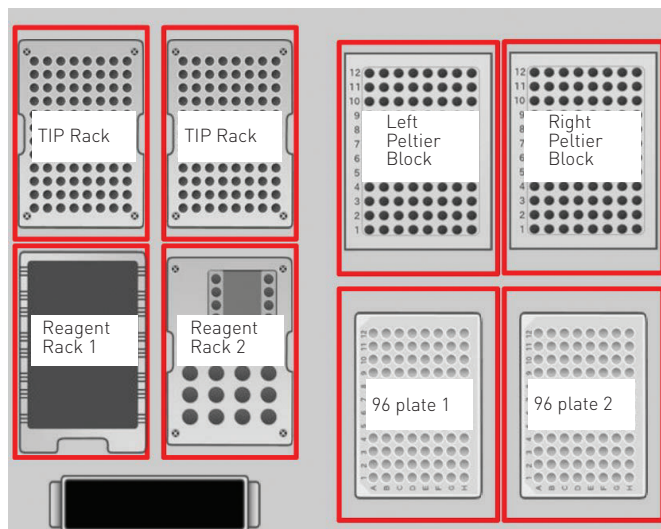 TIP Rack
TIP Rack
Left
Peltier
Block
Right
Peltier
Block
12
11
10
9
8
7
6
5
4
3
2
1
12
11
10
9
8
7
6
5
4
3
2
1
Reagent
Rack 1
Reagent
Rack 2
96 plate 1
96 plate 2
A B C D E F G H
A B C D E F G H